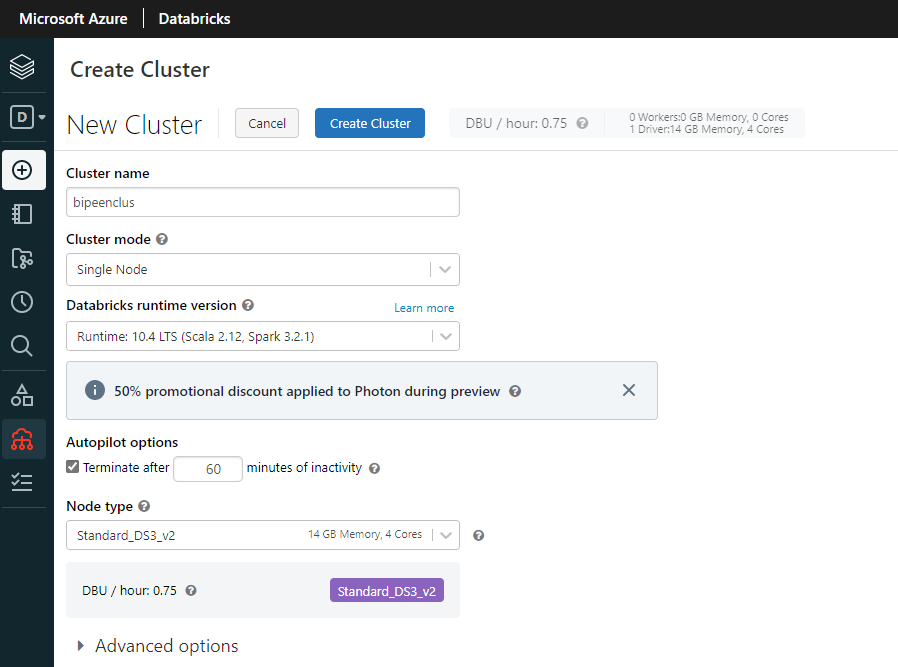 Microsoft Azure | Databricks
Create Cluster
D
New Cluster
Cancel
Create Cluster
DBU / hour: 0.75 ?
0 Workers:0 GB Memory, 0 Cores
1 Driver:14 GB Memory, 4 Cores
Cluster name
bipeenclus
Cluster mode ?
Single Node
Databricks runtime version ?
Learn more
Runtime: 10.4 LTS (Scala 2.12, Spark 3.2.1)
50% promotional discount applied to Photon during preview ?
Autopilot options
Terminate after 60 minutes of inactivity ?
Node type ?
Standard_DS3_v2 14 GB Memory, 4 Cores ?
DBU / hour: 0.75 ? Standard_DS3_v2
Advanced options